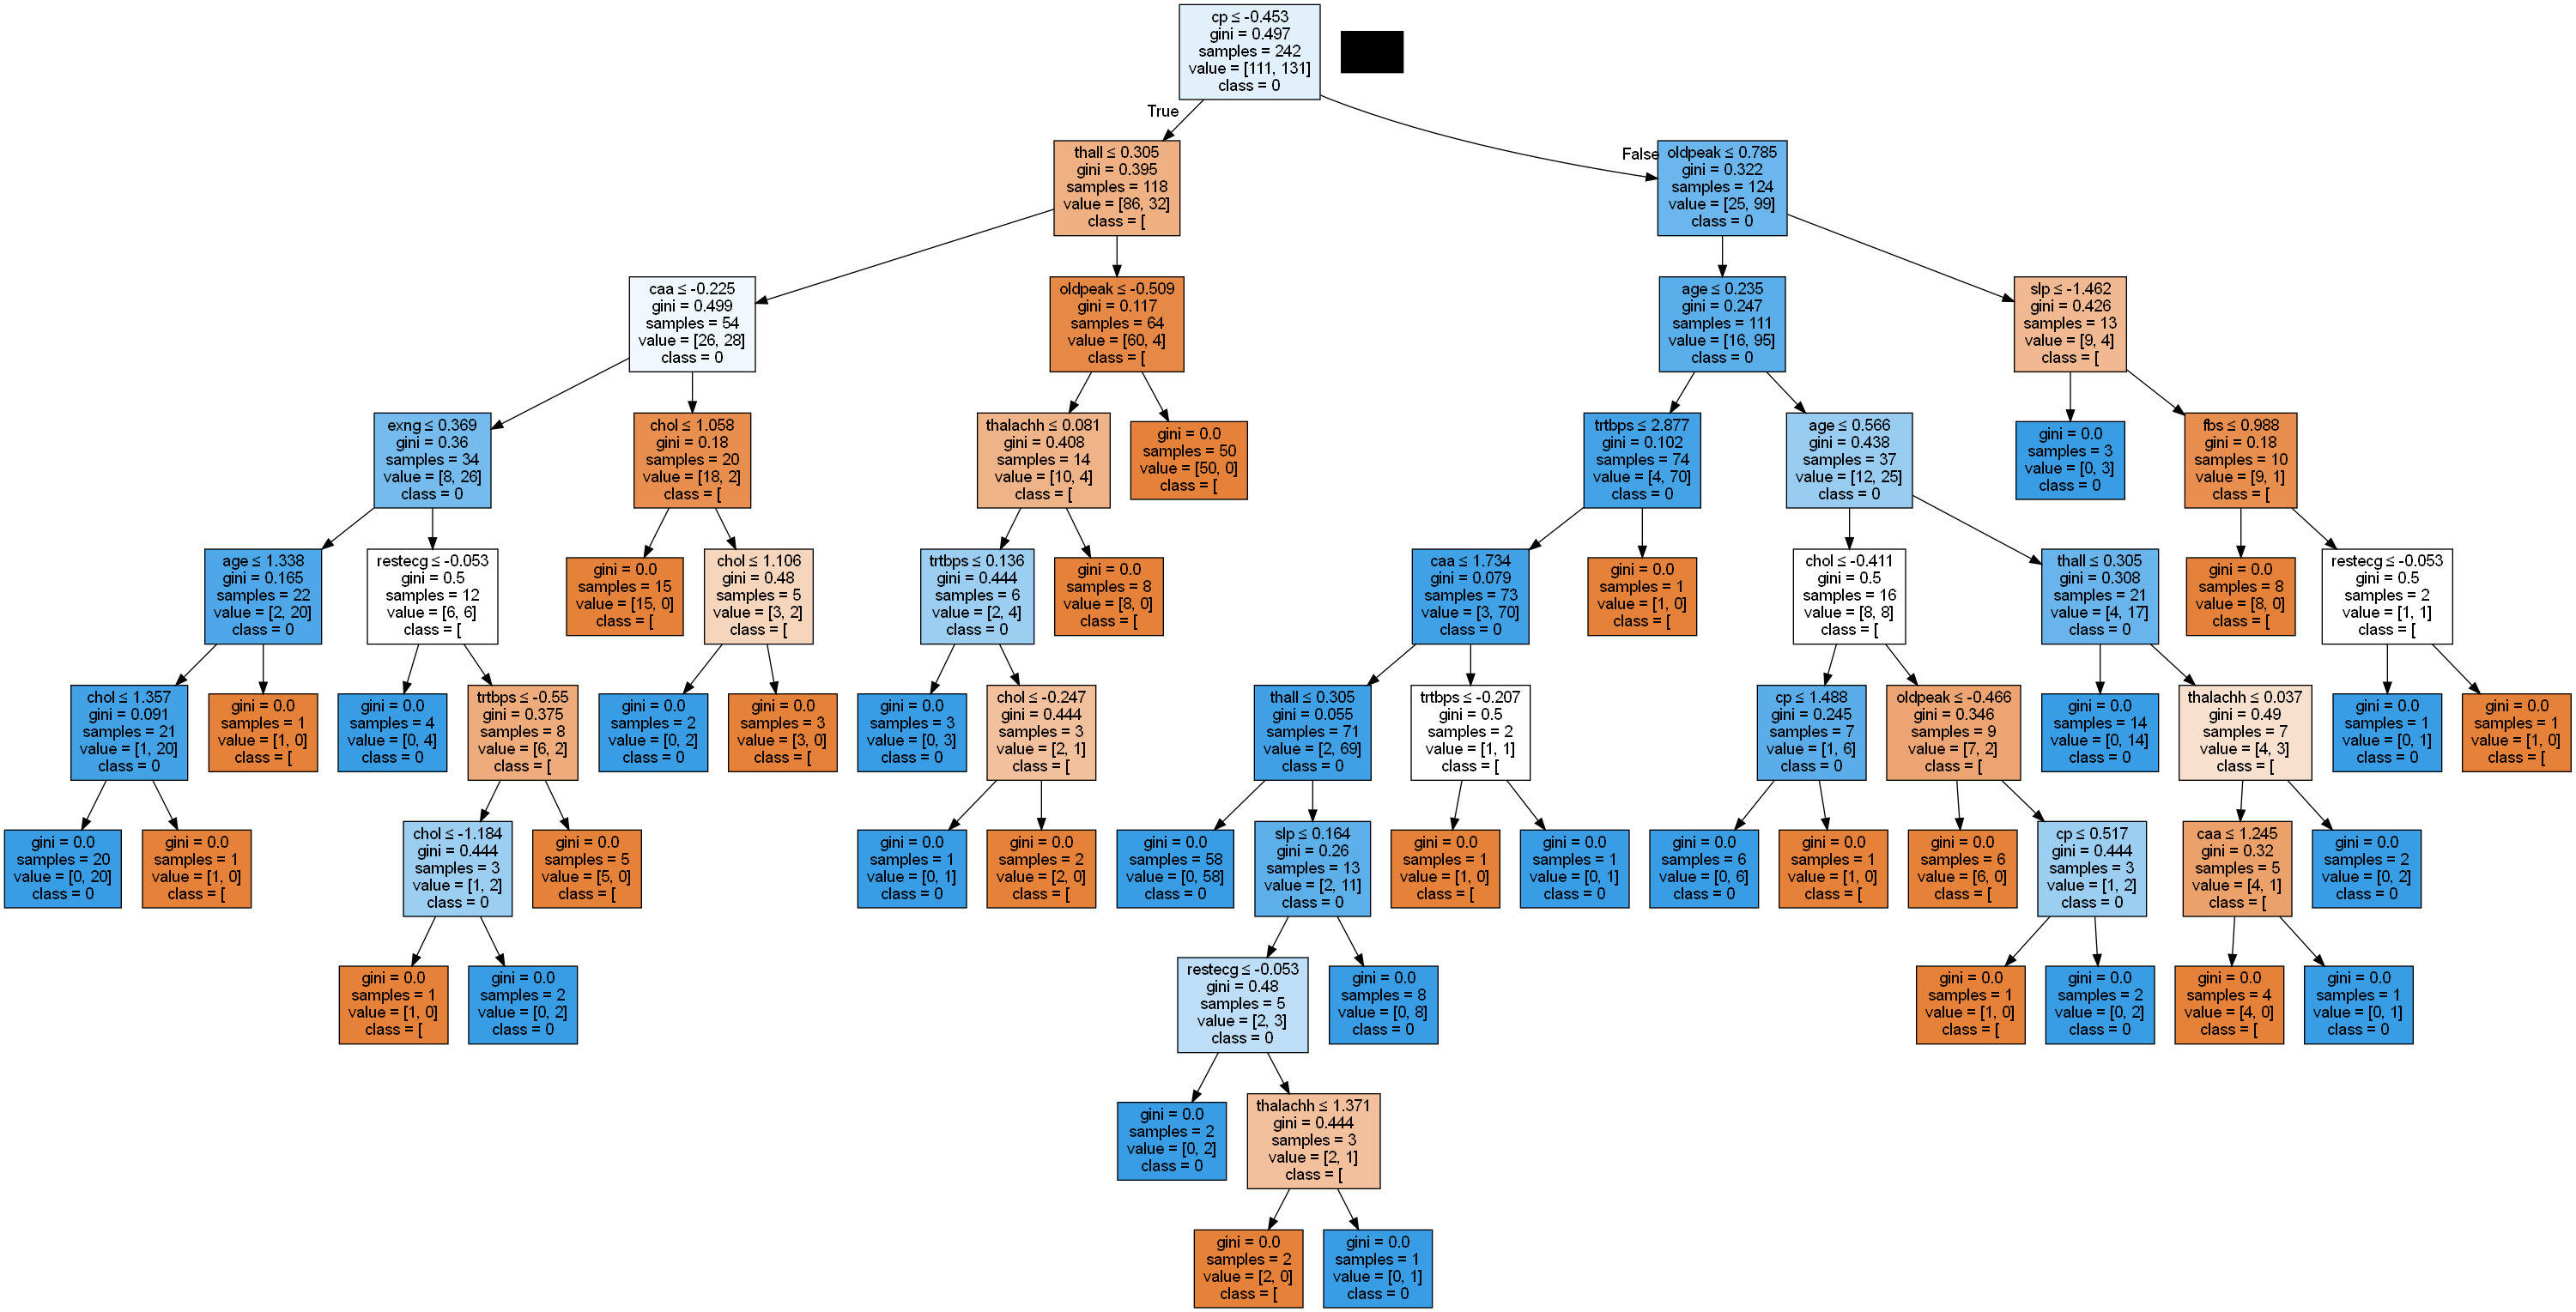 cp ≤ -0.453
gini = 0.497
samples = 242
value = [111, 131]
class = 0
True
False
thall ≤ 0.305
gini = 0.395
samples = 118
value = [86, 32]
class = [
oldpeak ≤ 0.785
gini = 0.322
samples = 124
value = [25, 99]
class = 0
caa ≤ -0.225
gini = 0.499
samples = 54
value = [26, 28]
class = 0
oldpeak ≤ -0.509
gini = 0.117
samples = 64
value = [60, 4]
class = [
age ≤ 0.235
gini = 0.247
samples = 111
value = [16, 95]
class = 0
slp ≤ -1.462
gini = 0.426
samples = 13
value = [9, 4]
class = [
exng ≤ 0.369
gini = 0.36
samples = 34
value = [8, 26]
class = 0
chol ≤ 1.058
gini = 0.18
samples = 20
value = [18, 2]
class = [
thalachh ≤ 0.081
gini = 0.408
samples = 14
value = [10, 4]
class = [
gini = 0.0
samples = 50
value = [50, 0]
class = [
trtbps ≤ 2.877
gini = 0.102
samples = 74
value = [4, 70]
class = 0
age ≤ 0.566
gini = 0.438
samples = 37
value = [12, 25]
class = 0
gini = 0.0
samples = 3
value = [0, 3]
class = 0
fbs ≤ 0.988
gini = 0.18
samples = 10
value = [9, 1]
class = [
age ≤ 1.338
gini = 0.165
samples = 22
value = [2, 20]
class = 0
restecg ≤ -0.053
gini = 0.5
samples = 12
value = [6, 6]
class = [
gini = 0.0
samples = 15
value = [15, 0]
class = [
chol ≤ 1.106
gini = 0.48
samples = 5
value = [3, 2]
class = [
trtbps ≤ 0.136
gini = 0.444
samples = 6
value = [2, 4]
class = 0
gini = 0.0
samples = 8
value = [8, 0]
class = [
caa ≤ 1.734
gini = 0.079
samples = 73
value = [3, 70]
class = 0
gini = 0.0
samples = 1
value = [1, 0]
class = [
chol ≤ -0.411
gini = 0.5
samples = 16
value = [8, 8]
class = [
thall ≤ 0.305
gini = 0.308
samples = 21
value = [4, 17]
class = 0
gini = 0.0
samples = 8
value = [8, 0]
class = [
restecg ≤ -0.053
gini = 0.5
samples = 2
value = [1, 1]
class = [
chol ≤ 1.357
gini = 0.091
samples = 21
value = [1, 20]
class = 0
gini = 0.0
samples = 1
value = [1, 0]
class = [
gini = 0.0
samples = 4
value = [0, 4]
class = 0
trtbps ≤ -0.55
gini = 0.375
samples = 8
value = [6, 2]
class = [
gini = 0.0
samples = 2
value = [0, 2]
class = 0
gini = 0.0
samples = 3
value = [3, 0]
class = [
gini = 0.0
samples = 3
value = [0, 3]
class = 0
chol ≤ -0.247
gini = 0.444
samples = 3
value = [2, 1]
class = [
thall ≤ 0.305
gini = 0.055
samples = 71
value = [2, 69]
class = 0
trtbps ≤ -0.207
gini = 0.5
samples = 2
value = [1, 1]
class = [
cp ≤ 1.488
gini = 0.245
samples = 7
value = [1, 6]
class = 0
oldpeak ≤ -0.466
gini = 0.346
samples = 9
value = [7, 2]
class = [
gini = 0.0
samples = 14
value = [0, 14]
class = 0
thalachh ≤ 0.037
gini = 0.49
samples = 7
value = [4, 3]
class = [
gini = 0.0
samples = 1
value = [0, 1]
class = 0
gini = 0.0
samples = 1
value = [1, 0]
class = [
gini = 0.0
samples = 20
value = [0, 20]
class = 0
gini = 0.0
samples = 1
value = [1, 0]
class = [
chol ≤ -1.184
gini = 0.444
samples = 3
value = [1, 2]
class = 0
gini = 0.0
samples = 5
value = [5, 0]
class = [
gini = 0.0
samples = 1
value = [0, 1]
class = 0
gini = 0.0
samples = 2
value = [2, 0]
class = [
gini = 0.0
samples = 58
value = [0, 58]
class = 0
slp ≤ 0.164
gini = 0.26
samples = 13
value = [2, 11]
class = 0
gini = 0.0
samples = 1
value = [1, 0]
class = [
gini = 0.0
samples = 1
value = [0, 1]
class = 0
gini = 0.0
samples = 6
value = [0, 6]
class = 0
gini = 0.0
samples = 1
value = [1, 0]
class = [
gini = 0.0
samples = 6
value = [6, 0]
class = [
cp ≤ 0.517
gini = 0.444
samples = 3
value = [1, 2]
class = 0
caa ≤ 1.245
gini = 0.32
samples = 5
value = [4, 1]
class = [
gini = 0.0
samples = 2
value = [0, 2]
class = 0
gini = 0.0
samples = 1
value = [1, 0]
class = [
gini = 0.0
samples = 2
value = [0, 2]
class = 0
restecg ≤ -0.053
gini = 0.48
samples = 5
value = [2, 3]
class = 0
gini = 0.0
samples = 8
value = [0, 8]
class = 0
gini = 0.0
samples = 1
value = [1, 0]
class = [
gini = 0.0
samples = 2
value = [0, 2]
class = 0
gini = 0.0
samples = 4
value = [4, 0]
class = [
gini = 0.0
samples = 1
value = [0, 1]
class = 0
gini = 0.0
samples = 2
value = [0, 2]
class = 0
thalachh ≤ 1.371
gini = 0.444
samples = 3
value = [2, 1]
class = [
gini = 0.0
samples = 2
value = [2, 0]
class = [
gini = 0.0
samples = 1
value = [0, 1]
class = 0